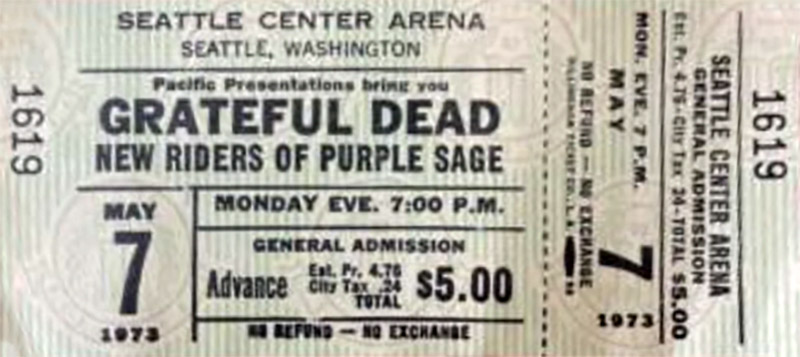 1619
SEATTLE CENTER ARENA
SEATTLE, WASHINGTON
Pacific Presentations bring you
GRATEFUL DEAD
NEW RIDERS OF PURPLE SAGE
MAY
7
1973
MONDAY EVE. 7:00 P.M.
GENERAL ADMISSION
Advance
Est. Pr. 4.76
City Tax .24
TOTAL
$5.00
NO REFUND — NO EXCHANGE
NO REFUND — NO EXCHANGE
TICKET CO., L.A.
MON. EVE. 7 P.M.
MAY
7
1973
Est. Pr. 4.76-City Tax .24-TOTAL $5.00
GENERAL ADMISSION
SEATTLE CENTER ARENA
1619